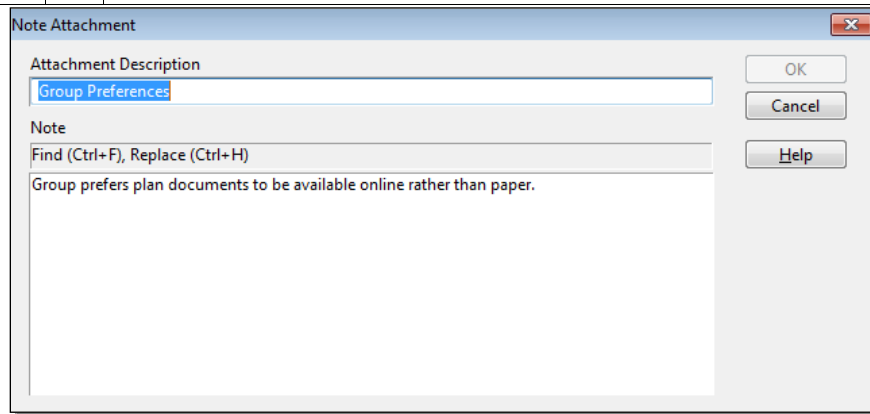 Note Attachment
Attachment Description
Group Preferences
Note
Find (Ctrl+F), Replace (Ctrl+H)
Group prefers plan documents to be available online rather than paper.
OK
Cancel
Help